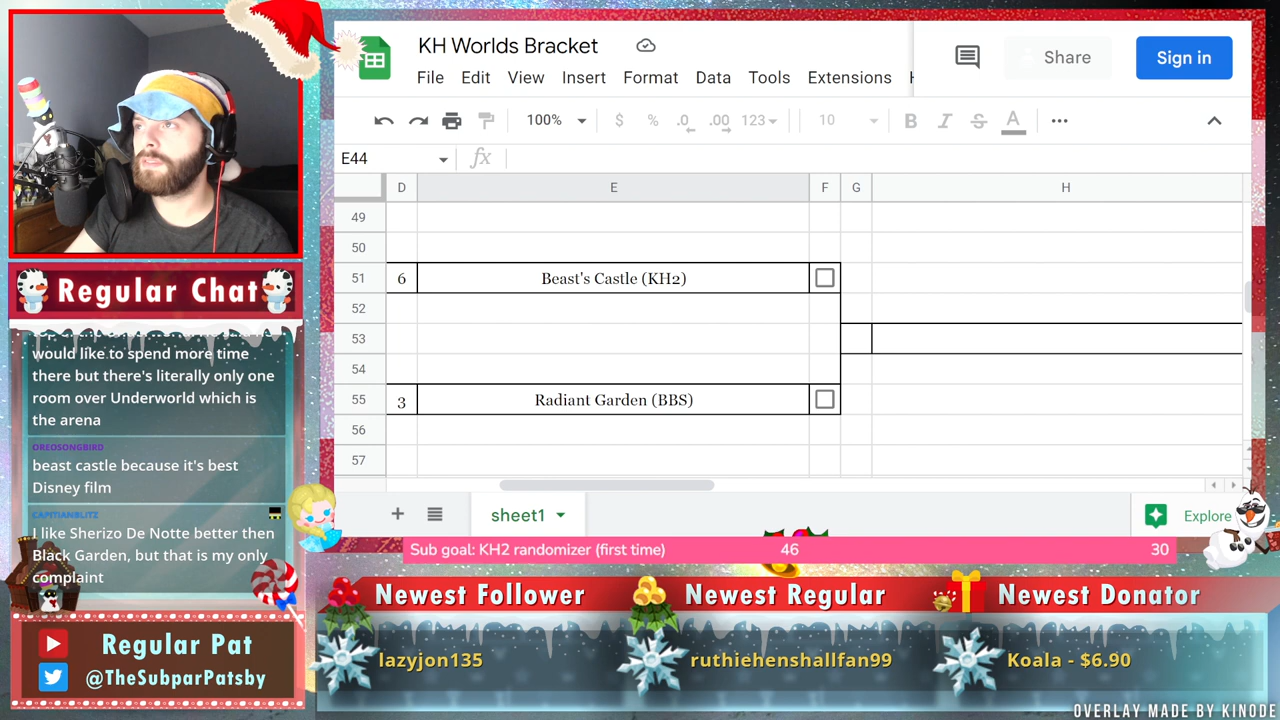 KH Worlds Bracket
File Edit View Insert Format Data Tools Extensions
Share
Sign in
100% $ % .0 .00 123 10 B I S A
E44 fx
D E F G H
49
50
51 6 Beast's Castle (KH2)
52
53
54
55 3 Radiant Garden (BBS)
56
57
sheet1
Explore
Regular Chat
would like to spend more time
there but there's literally only one
room over Underworld which is
the arena
OREOSONGBIRD
beast castle because it's best
Disney film
CAPITIANBLITZ
I like Sherizo De Notte better then
Black Garden, but that is my only
complaint
Sub goal: KH2 randomizer (first time) 46 30
Regular Pat
@TheSubparPatsby
Newest Follower Newest Regular Newest Donator
lazyjon135 ruthiehenshallfan99 Koala - $6.90
OVERLAY MADE BY KINODE